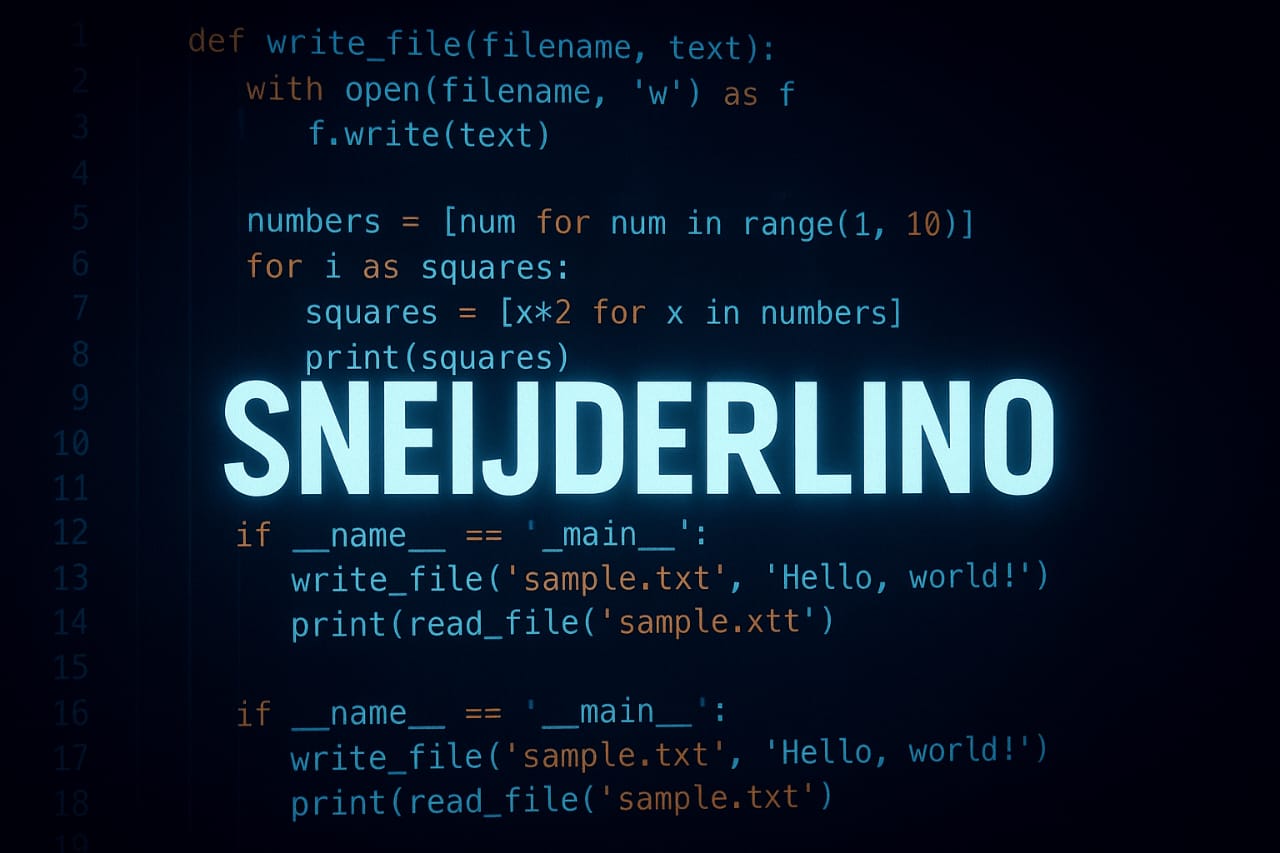 1 def write_file(filename, text):
2 with open(filename, 'w') as f
3 f.write(text)
4
5 numbers = [num for num in range(1, 10)]
6 for i as squares:
7 squares = [x*2 for x in numbers]
8 print(squares)
9
SNEIJDERLINO
10
11
12 if __name__ == '_main__':
13 write_file('sample.txt', 'Hello, world!')
14 print(read_file('sample.xtt')
15
16 if __name__ == '__main__':
17 write_file('sample.txt', 'Hello, world!')
18 print(read_file('sample.txt')
19